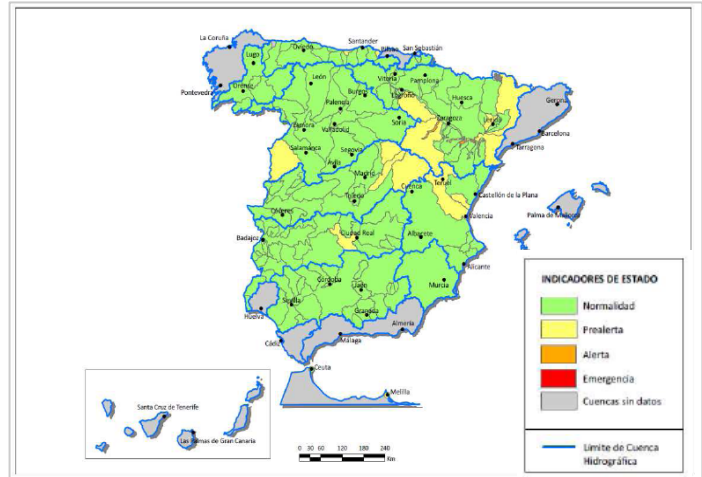 La Coruña
Lugo
Oviedo
Santander
Bilbao
San Sebastián
Pontevedra
Orense
León
Vitoria
Pamplona
Burgos
Logroño
Huesca
Gerona
Palencia
Zamora
Valladolid
Soria
Zaragoza
Lérida
Barcelona
Tarragona
Salamanca
Segovia
Ávila
Madrid
Teruel
Cuenca
Castellón de la Plana
Toledo
Cáceres
Valencia
Palma de Mallorca
Badajoz
Ciudad Real
Albacete
Alicante
Córdoba
Jaén
Murcia
Huelva
Sevilla
Granada
Almería
Cádiz
Málaga
Ceuta
Melilla
Santa Cruz de Tenerife
Las Palmas de Gran Canaria
0 30 60 120 180 240
Km
INDICADORES DE ESTADO
Normalidad
Prealerta
Alerta
Emergencia
Cuencas sin datos
Límite de Cuenca
Hidrográfica